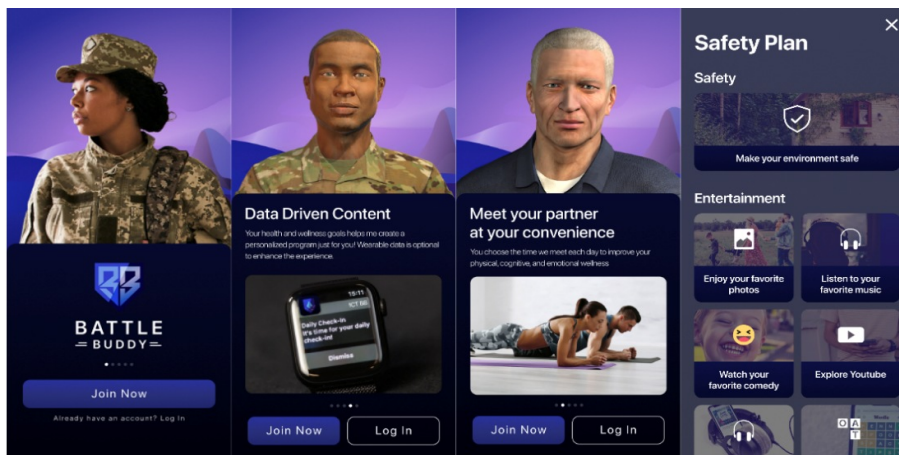 BATTLE
BUDDY
Join Now
Already have an account? Log In
Data Driven Content
Your health and wellness goals helps me create a
personalized program just for you! Wearable data is optional
to enhance the experience.
15:11
ICT BB
Daily Check-in
It's time for your daily
check-in!
Dismiss
Join Now
Log In
Meet your partner
at your convenience
You choose the time we meet each day to improve your
physical, cognitive, and emotional wellness
Join Now
Log In
Safety Plan
Safety
Make your environment safe
Entertainment
Enjoy your favorite
photos
Listen to your
favorite music
Watch your
favorite comedy
Explore Youtube
O A
T